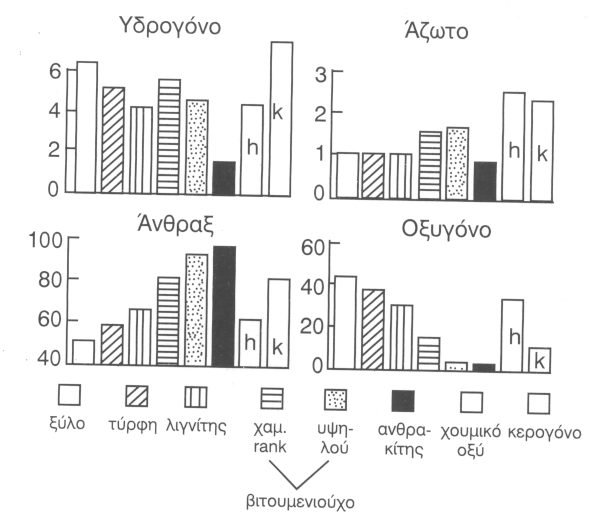 Υδρογόνο
6
4
2
0
h
k
Άζωτο
3
2
1
0
h
k
Άνθραξ
100
80
60
40
h
k
Οξυγόνο
60
40
20
0
h
k
ξύλο τύρφη λιγνίτης χαμ. rank υψη-λού ανθρα-κίτης χουμικό οξύ κερογόνο
βιτουμενιούχο